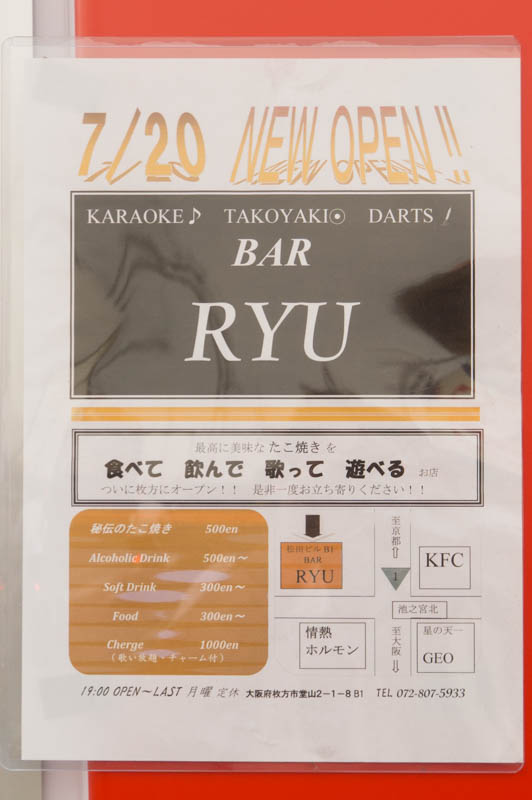 7/20 NEW OPEN!!
KARAOKE♪ TAKOYAKI◉ DARTS !
BAR
RYU
最高に美味な たこ焼き を
食べて 飲んで 歌って 遊べる お店
ついに枚方にオープン！！ 是非一度お立ち寄りください！！
秘伝のたこ焼き 500en
Alcoholic Drink 500en～
Soft Drink 300en～
Food 300en～
Cherge 1000en
（歌い放題・チャーム付）
松田ビル B1
BAR
RYU
至京都⇧
1
KFC
池之宮北
情熱
ホルモン
至大阪⇩
星の天一
GEO
19:00 OPEN～LAST 月曜 定休 大阪府枚方市堂山2－1－8 B1 TEL 072-807-5933